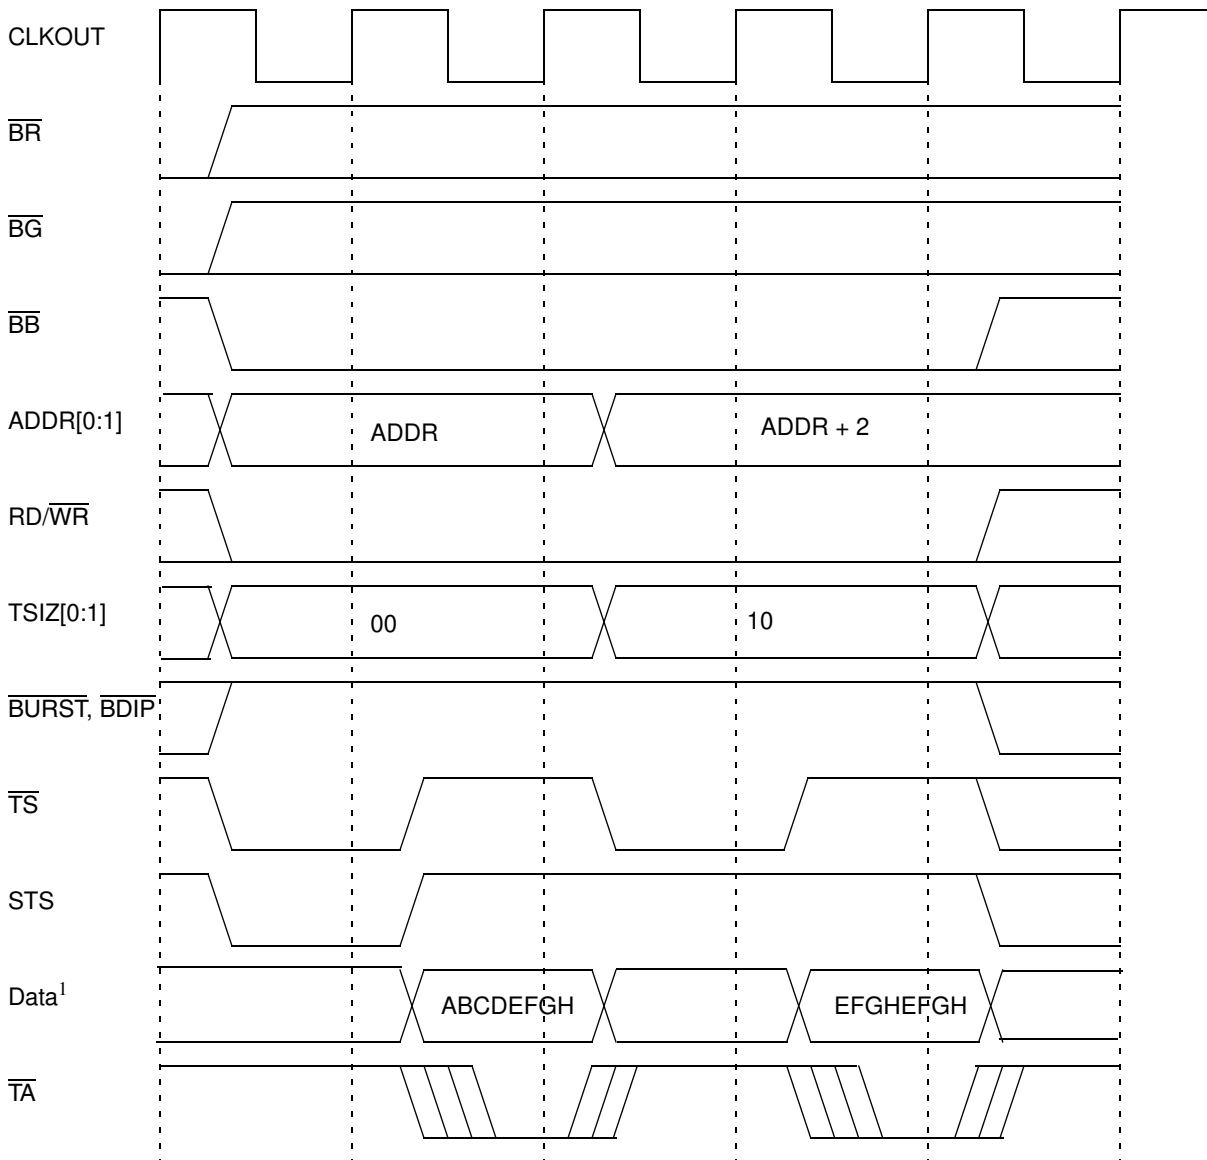 CLKOUT
BR
BG
BB
ADDR[0:1] ADDR ADDR + 2
RD/WR
TSIZ[0:1] 00 10
BURST, BDIP
TS
STS
Data¹ ABCDEFGH EFGHEFGH
TA